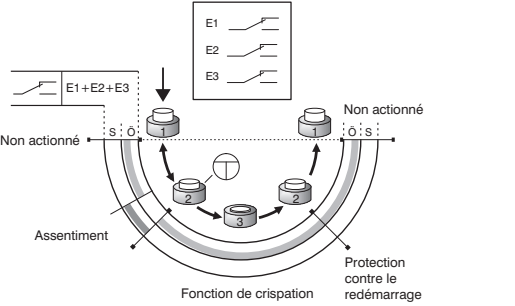 E1
E2
E3
E1+E2+E3
S Ö
Non actionné
1
1
Non actionné
Ö S
2
2
3
Assentiment
Fonction de crispation
Protection
contre le
redémarrage